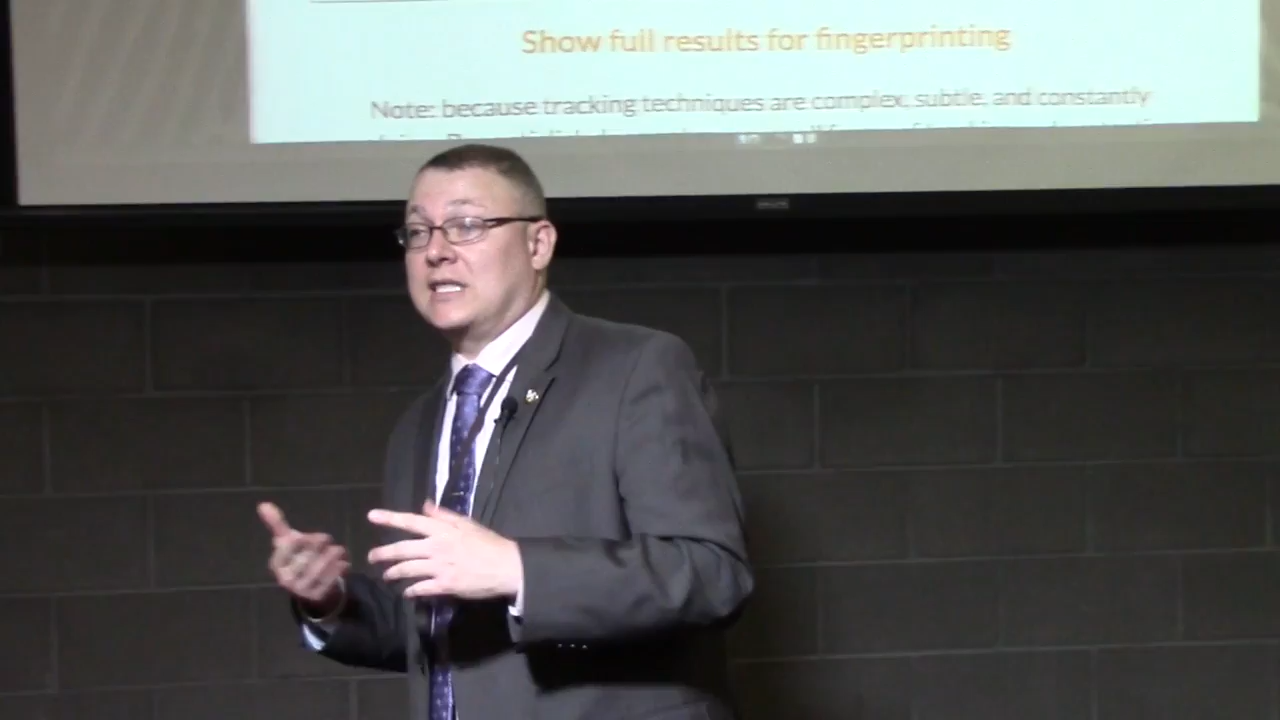 Show full results for fingerprinting
Note: because tracking techniques are complex, subtle, and constantly